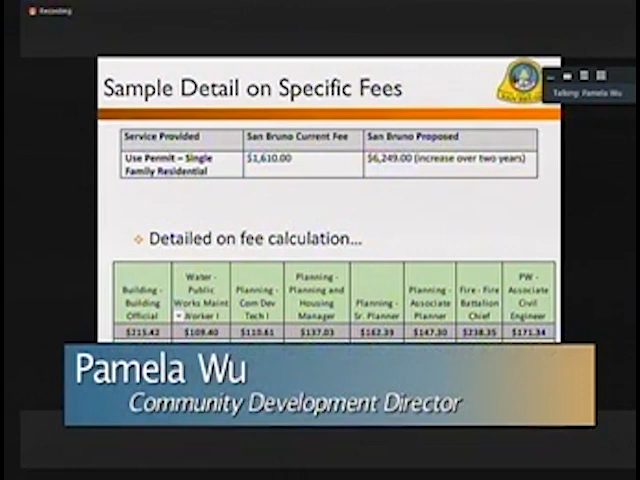 Recording
Sample Detail on Specific Fees
SAN BRUNO
Talking: Pamela Wu
Service Provided San Bruno Current Fee San Bruno Proposed
Use Permit – Single $1,610.00 $6,249.00 (increase over two years)
Family Residential
Detailed on fee calculation...
Water - Planning - PW -
Building - Public Planning - Planning and Planning - Fire - Fire Associate
Building Works Maint Com Dev Housing Planning - Associate Battalion Civil
Official Worker I Tech I Manager Sr. Planner Planner Chief Engineer
$215.42 $109.40 $110.61 $137.03 $162.39 $147.30 $238.35 $171.34
Pamela Wu
Community Development Director